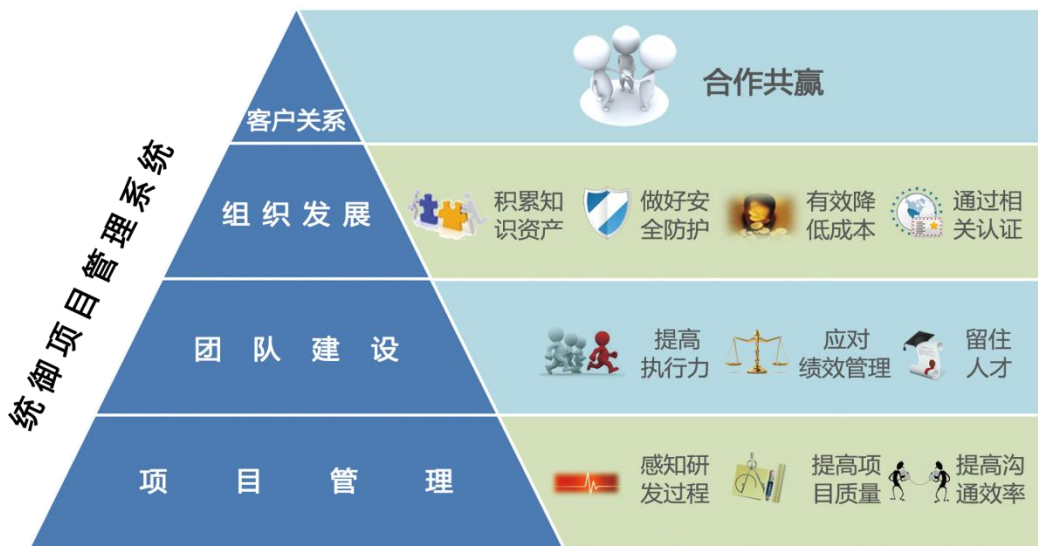 统御项目管理系统
客户关系
合作共赢
组织发展
积累知
识资产
做好安
全防护
有效降
低成本
通过相
关认证
团队建设
提高
执行力
应对
绩效管理
留住
人才
项目管理
感知研
发过程
提高项
目质量
提高沟
通效率